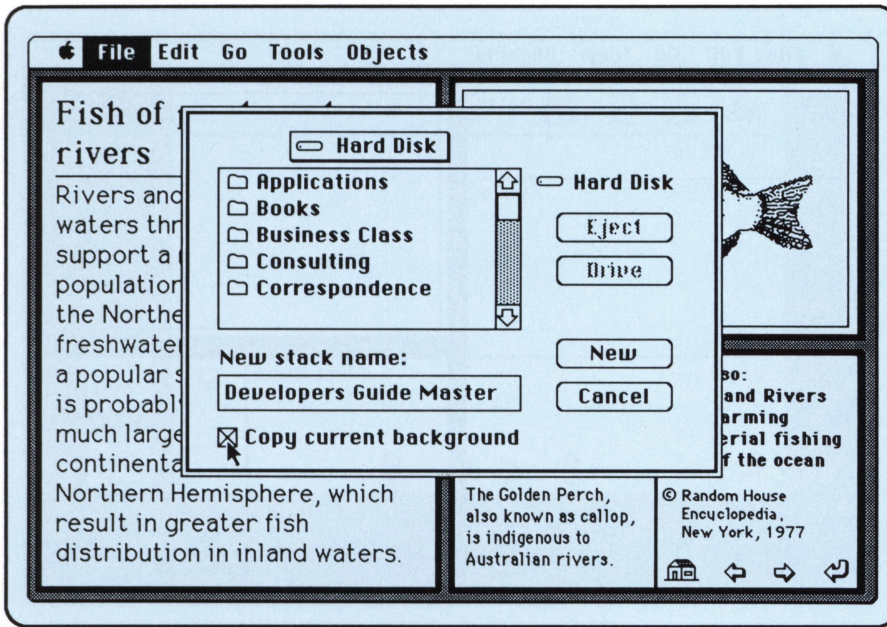 File Edit Go Tools Objects
Fish of
rivers
Rivers and
waters thr
support a
population
the Northe
freshwater
a popular s
is probably
much large
continenta
Northern Hemisphere, which
result in greater fish
distribution in inland waters.
Hard Disk
Applications
Books
Business Class
Consulting
Correspondence
Hard Disk
Eject
Drive
New stack name:
Developers Guide Master
New
Cancel
Copy current background
The Golden Perch,
also known as callop,
is indigenous to
Australian rivers.
so:
and Rivers
arming
erial fishing
f the ocean
© Random House
Encyclopedia,
New York, 1977